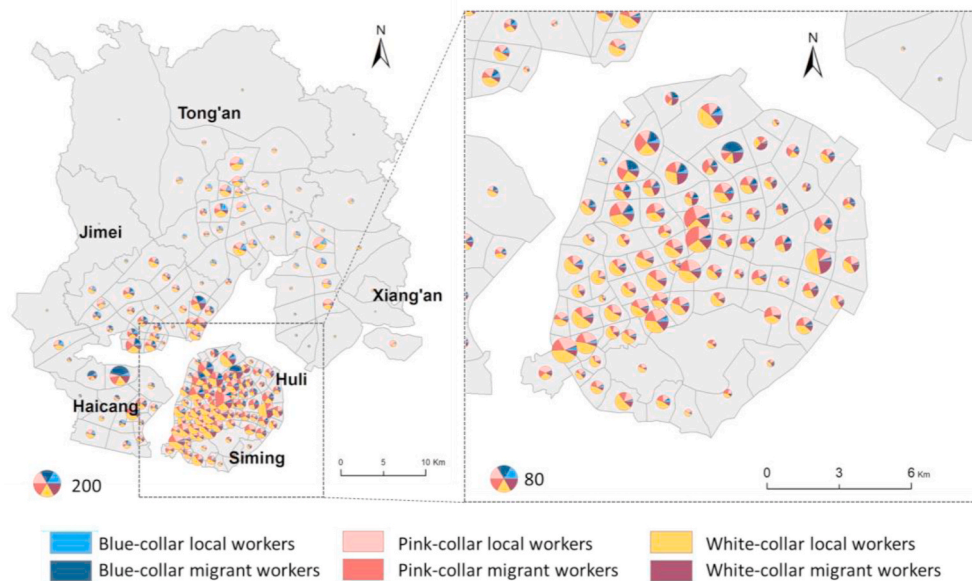 N
N
Tong'an
Jimei
Xiang'an
Huli
Haicang
Siming
200
0 5 10 Km
80
0 3 6 Km
Blue-collar local workers
Pink-collar local workers
White-collar local workers
Blue-collar migrant workers
Pink-collar migrant workers
White-collar migrant workers